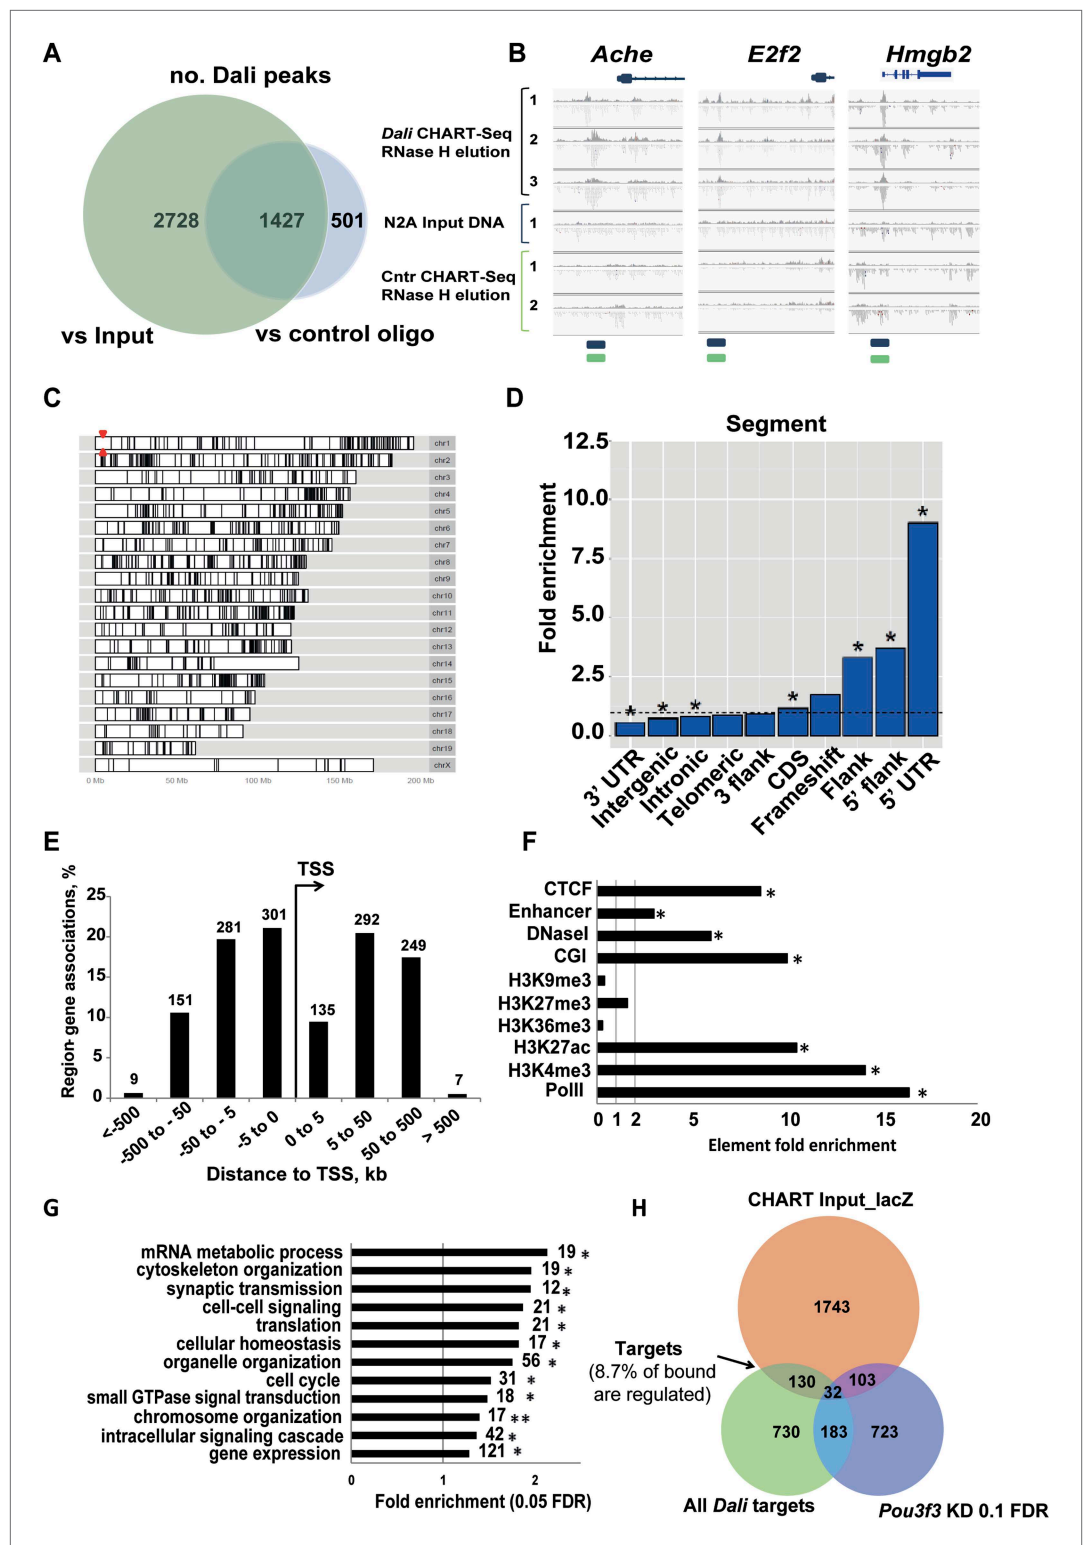 A
no. Dali peaks
2728
1427
501
vs Input
vs control oligo
B
Ache
E2f2
Hmgb2
Dali CHART-Seq
RNase H elution
1
2
3
N2A Input DNA
1
Cntr CHART-Seq
RNase H elution
1
2
C
chr1
chr2
chr3
chr4
chr5
chr6
chr7
chr8
chr9
chr10
chr11
chr12
chr13
chr14
chr15
chr16
chr17
chr18
chr19
chrX
0 Mb
50 Mb
100 Mb
150 Mb
200 Mb
D
Segment
Fold enrichment
12.5
10.0
7.5
5.0
2.5
0.0
* * * * * * *
3' UTR
Intergenic
Intronic
Telomeric
3 flank
CDS
Frameshift
Flank
5' flank
5' UTR
E
TSS
Region-gene associations, %
25
20
15
10
5
0
9
151
281
301
135
292
249
7
<-500
-500 to - 50
-50 to - 5
-5 to 0
0 to 5
5 to 50
50 to 500
> 500
Distance to TSS, kb
F
CTCF *
Enhancer *
DNaseI *
CGI *
H3K9me3
H3K27me3
H3K36me3
H3K27ac *
H3K4me3 *
PolII *
0 1 2 5 10 15 20
Element fold enrichment
G
mRNA metabolic process 19 *
cytoskeleton organization 19 *
synaptic transmission 12 *
cell-cell signaling 21 *
translation 21 *
cellular homeostasis 17 *
organelle organization 56 *
cell cycle 31 *
small GTPase signal transduction 18 *
chromosome organization 17 **
intracellular signaling cascade 42 *
gene expression 121 *
0 1 2
Fold enrichment (0.05 FDR)
H
CHART Input_lacZ
1743
Targets
(8.7% of bound
are regulated)
130
103
32
730
183
723
All Dali targets
Pou3f3 KD 0.1 FDR